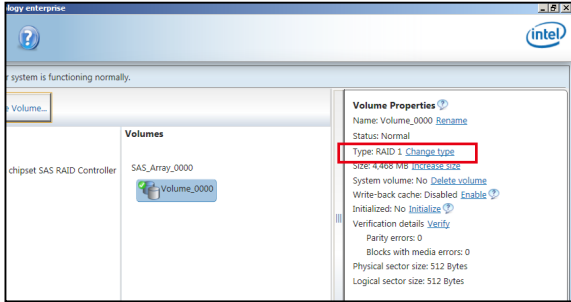 ology enterprise
?
intel
r system is functioning normally.
e Volume...
Volumes
chipset SAS RAID Controller
SAS_Array_0000
Volume_0000
Volume Properties ?
Name: Volume_0000 Rename
Status: Normal
Type: RAID 1 Change type
Size: 4,468 MB Increase size
System volume: No Delete volume
Write-back cache: Disabled Enable ?
Initialized: No Initialize ?
Verification details Verify
Parity errors: 0
Blocks with media errors: 0
Physical sector size: 512 Bytes
Logical sector size: 512 Bytes